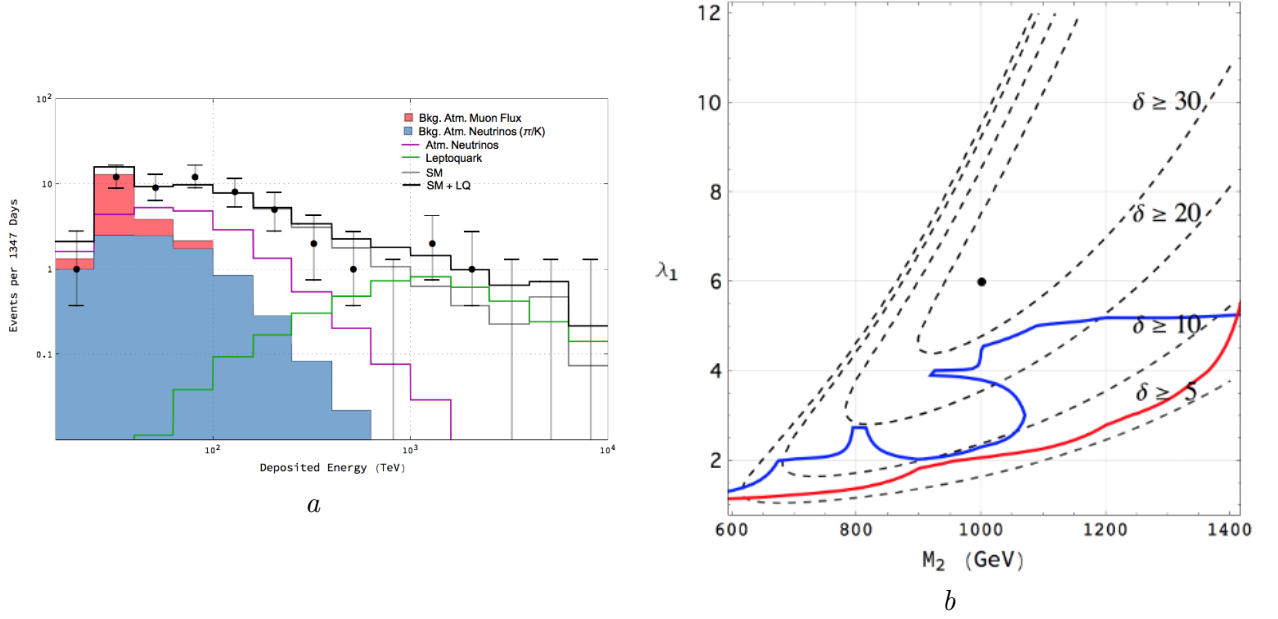 10²
10
1
0.1
Events per 1347 Days
Bkg. Atm. Muon Flux
Bkg. Atm. Neutrinos (π/K)
Atm. Neutrinos
Leptoquark
SM
SM + LQ
10² 10³ 10⁴
Deposited Energy (TeV)
a
12
10
8
6
4
2
λ₁
δ ≥ 30
δ ≥ 20
δ ≥ 10
δ ≥ 5
600 800 1000 1200 1400
M₂ (GeV)
b